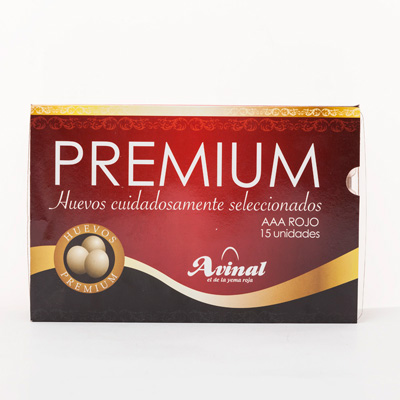 PREMIUM
Huevos cuidadosamente seleccionados
AAA ROJO
15 unidades
HUEVOS
PREMIUM
Avinal
el de la yema roja